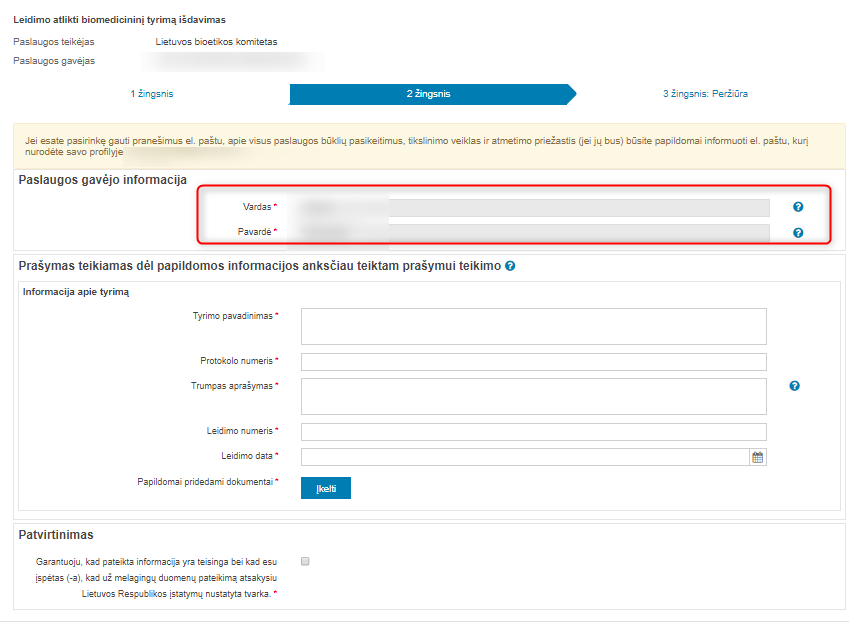 Leidimo atlikti biomedicininį tyrimą išdavimas
Paslaugos teikėjas Lietuvos bioetikos komitetas
Paslaugos gavėjas
1 žingsnis 2 žingsnis 3 žingsnis: Peržiūra
Jei esate pasirinkę gauti pranešimus el. paštu, apie visus paslaugos būklių pasikeitimus, tikslinimo veiklas ir atmetimo priežastis (jei jų bus) būsite papildomai informuoti el. paštu, kurį
nurodėte savo profilyje
Paslaugos gavėjo informacija
Vardas *
Pavardė *
Prašymas teikiamas dėl papildomos informacijos anksčiau teiktam prašymui teikimo
Informacija apie tyrimą
Tyrimo pavadinimas *
Protokolo numeris *
Trumpas aprašymas *
Leidimo numeris *
Leidimo data *
Papildomai pridedami dokumentai *
Įkelti
Patvirtinimas
Garantuoju, kad pateikta informacija yra teisinga bei kad esu
įspėtas (-a), kad už melagingų duomenų pateikimą atsakysiu
Lietuvos Respublikos įstatymų nustatyta tvarka. *